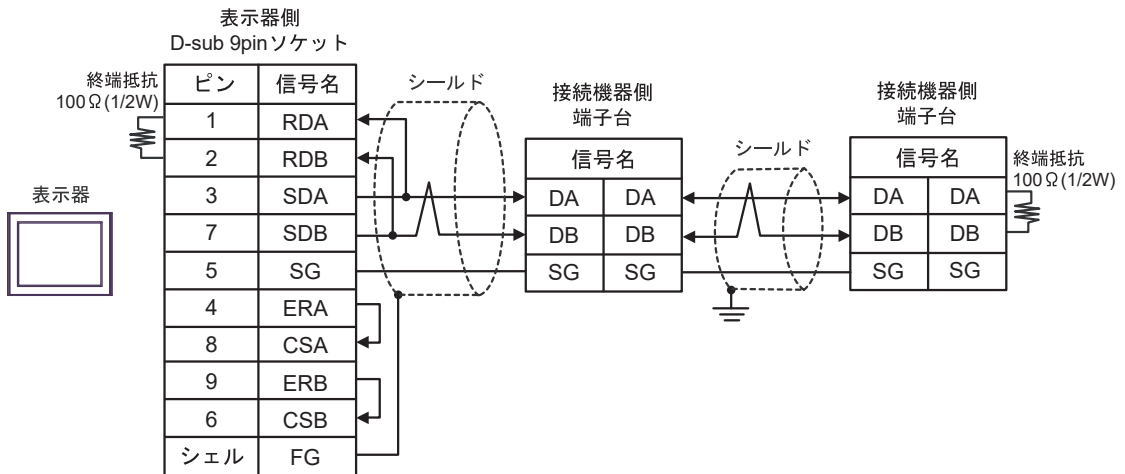 表示器側
D-sub 9pinソケット
終端抵抗
100Ω(1/2W)
ピン 信号名
1 RDA
2 RDB
3 SDA
7 SDB
5 SG
4 ERA
8 CSA
9 ERB
6 CSB
シェル FG
表示器
シールド
接続機器側
端子台
信号名
DA DA
DB DB
SG SG
シールド
接続機器側
端子台
信号名
DA DA
DB DB
SG SG
終端抵抗
100Ω(1/2W)